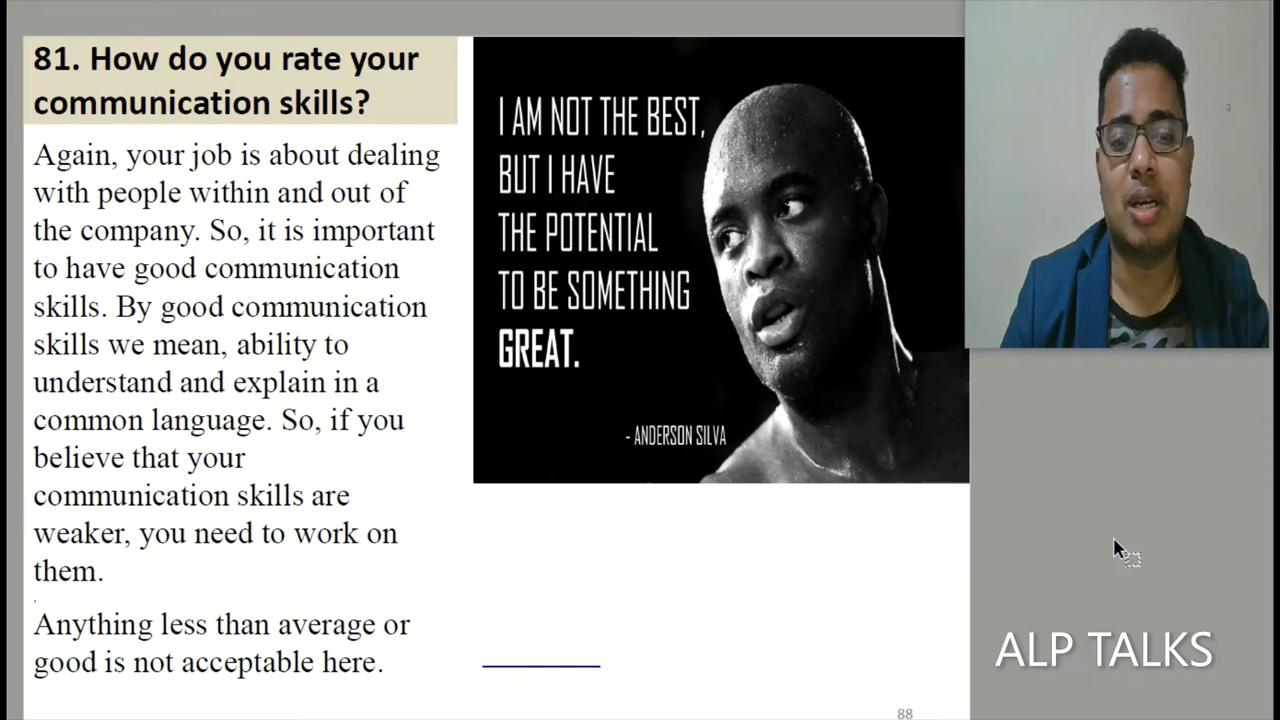 81. How do you rate your
communication skills?
Again, your job is about dealing
with people within and out of
the company. So, it is important
to have good communication
skills. By good communication
skills we mean, ability to
understand and explain in a
common language. So, if you
believe that your
communication skills are
weaker, you need to work on
them.
Anything less than average or
good is not acceptable here.
I AM NOT THE BEST,
BUT I HAVE
THE POTENTIAL
TO BE SOMETHING
GREAT.
- ANDERSON SILVA
ALP TALKS
88